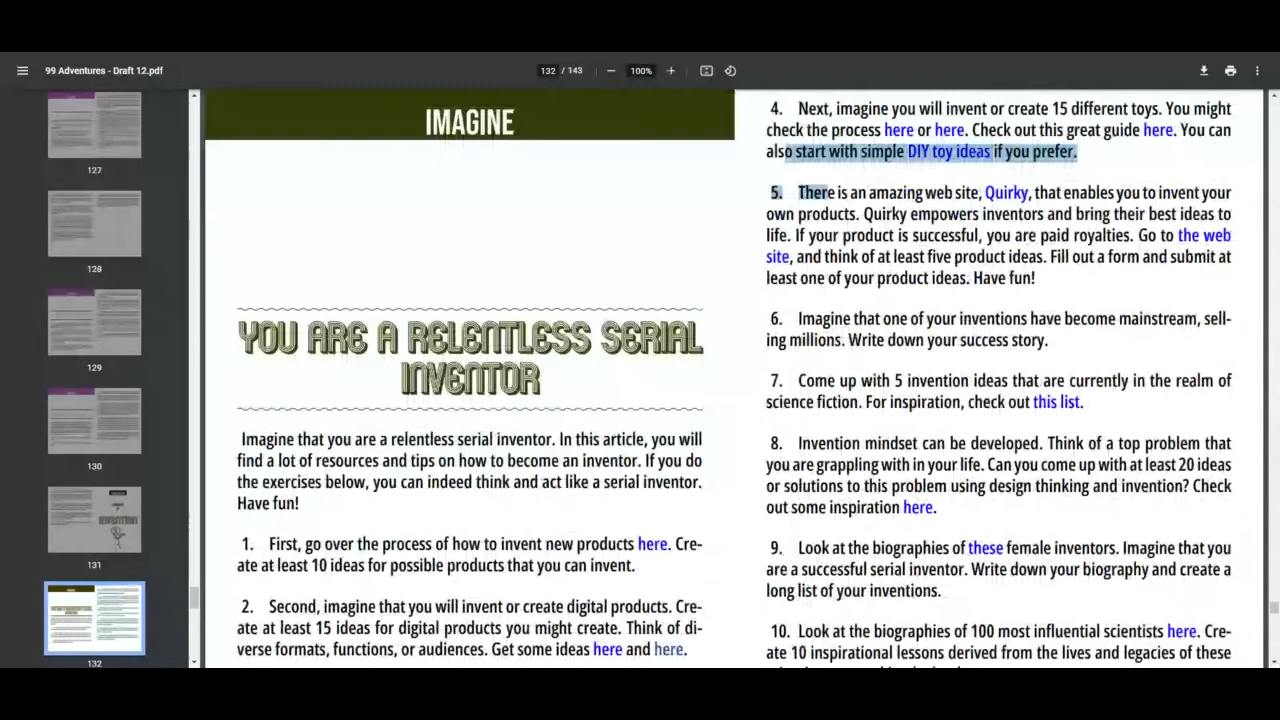 99 Adventures - Draft 12.pdf
132 / 143
100%
127
128
129
130
131
132
IMAGINE
YOU ARE A RELENTLESS SERIAL
INVENTOR
Imagine that you are a relentless serial inventor. In this article, you will
find a lot of resources and tips on how to become an inventor. If you do
the exercises below, you can indeed think and act like a serial inventor.
Have fun!
1. First, go over the process of how to invent new products here. Cre-
ate at least 10 ideas for possible products that you can invent.
2. Second, imagine that you will invent or create digital products. Cre-
ate at least 15 ideas for digital products you might create. Think of di-
verse formats, functions, or audiences. Get some ideas here and here.
4. Next, imagine you will invent or create 15 different toys. You might
check the process here or here. Check out this great guide here. You can
also start with simple DIY toy ideas if you prefer.
5. There is an amazing web site, Quirky, that enables you to invent your
own products. Quirky empowers inventors and bring their best ideas to
life. If your product is successful, you are paid royalties. Go to the web
site, and think of at least five product ideas. Fill out a form and submit at
least one of your product ideas. Have fun!
6. Imagine that one of your inventions have become mainstream, sell-
ing millions. Write down your success story.
7. Come up with 5 invention ideas that are currently in the realm of
science fiction. For inspiration, check out this list.
8. Invention mindset can be developed. Think of a top problem that
you are grappling with in your life. Can you come up with at least 20 ideas
or solutions to this problem using design thinking and invention? Check
out some inspiration here.
9. Look at the biographies of these female inventors. Imagine that you
are a successful serial inventor. Write down your biography and create a
long list of your inventions.
10. Look at the biographies of 100 most influential scientists here. Cre-
ate 10 inspirational lessons derived from the lives and legacies of these